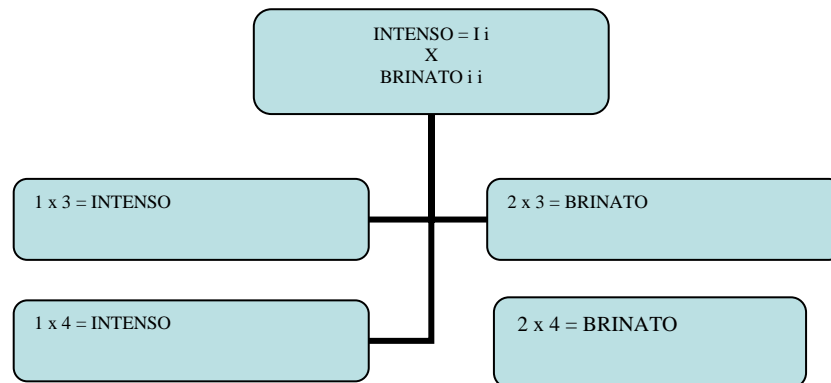 INTENSO = I i
X
BRINATO i i
1 x 3 = INTENSO
2 x 3 = BRINATO
1 x 4 = INTENSO
2 x 4 = BRINATO